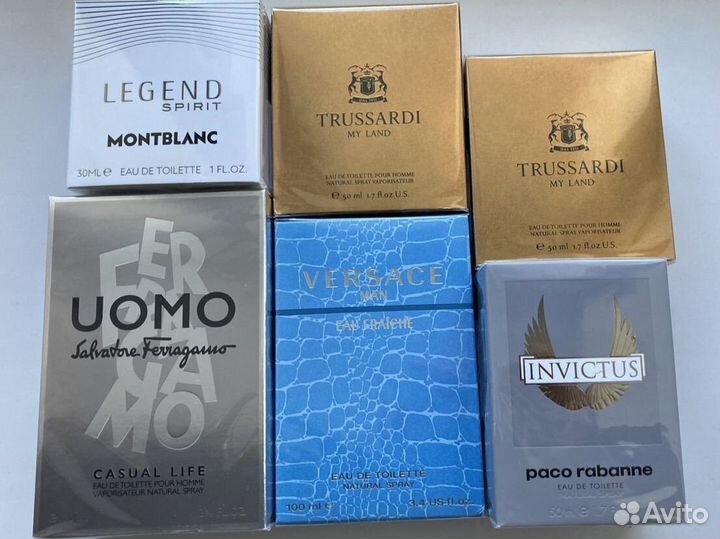 LEGEND
SPIRIT
MONTBLANC
30ML e EAU DE TOILETTE 1 FL.OZ.
TRUSSARDI
MY LAND
EAU DE TOILETTE POUR HOMME
NATURAL SPRAY VAPORISATEUR
e 50 ml 1.7 fl.oz.U.S.
TRUSSARDI
MY LAND
EAU DE TOILETTE POUR HOMME
NATURAL SPRAY VAPORISATEUR
e 50 ml 1.7 fl.oz.U.S.
FERRAGAMO
UOMO
Salvatore Ferragamo
CASUAL LIFE
EAU DE TOILETTE POUR HOMME
VAPORISATEUR NATURAL SPRAY
VERSACE
MAN
EAU FRAÎCHE
EAU DE TOILETTE
NATURAL SPRAY
100 ml e 3.4 US.fl.oz.
INVICTUS
paco rabanne
EAU DE TOILETTE
Avito